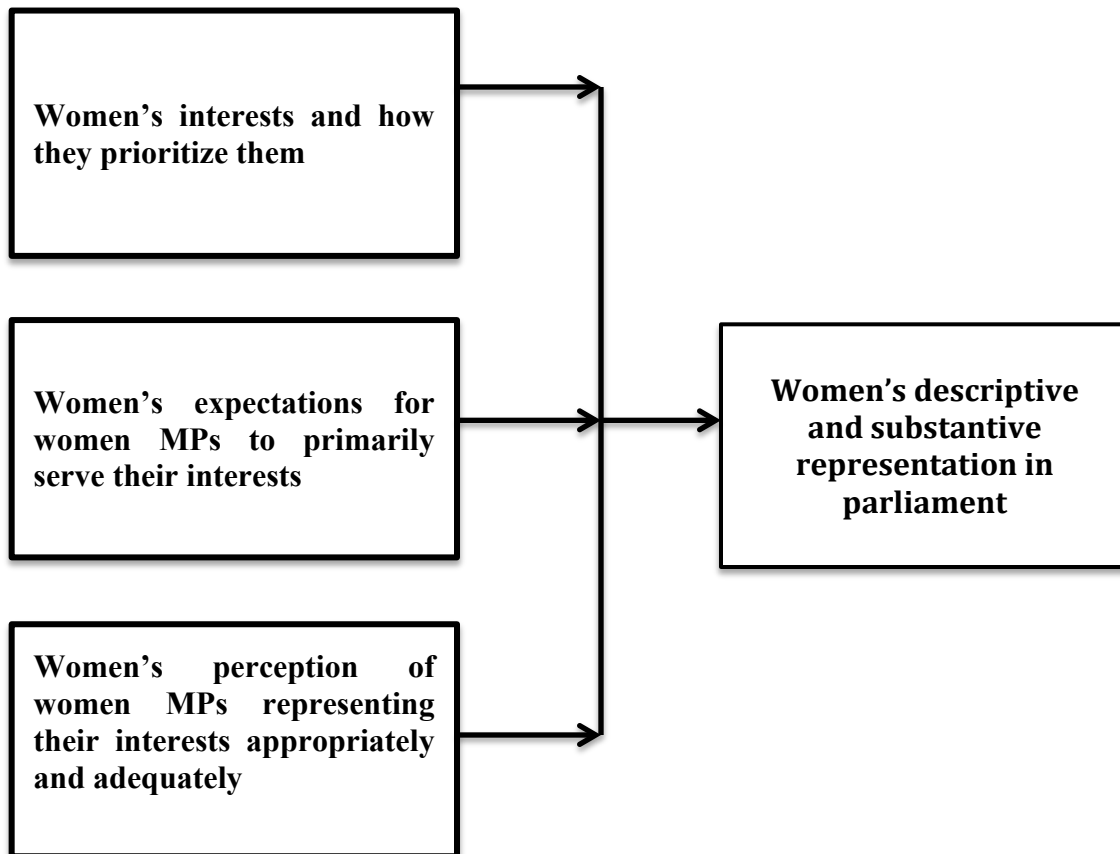 Women’s interests and how
they prioritize them
Women’s expectations for
women MPs to primarily
serve their interests
Women’s descriptive
and substantive
representation in
parliament
Women’s perception of
women MPs representing
their interests appropriately
and adequately